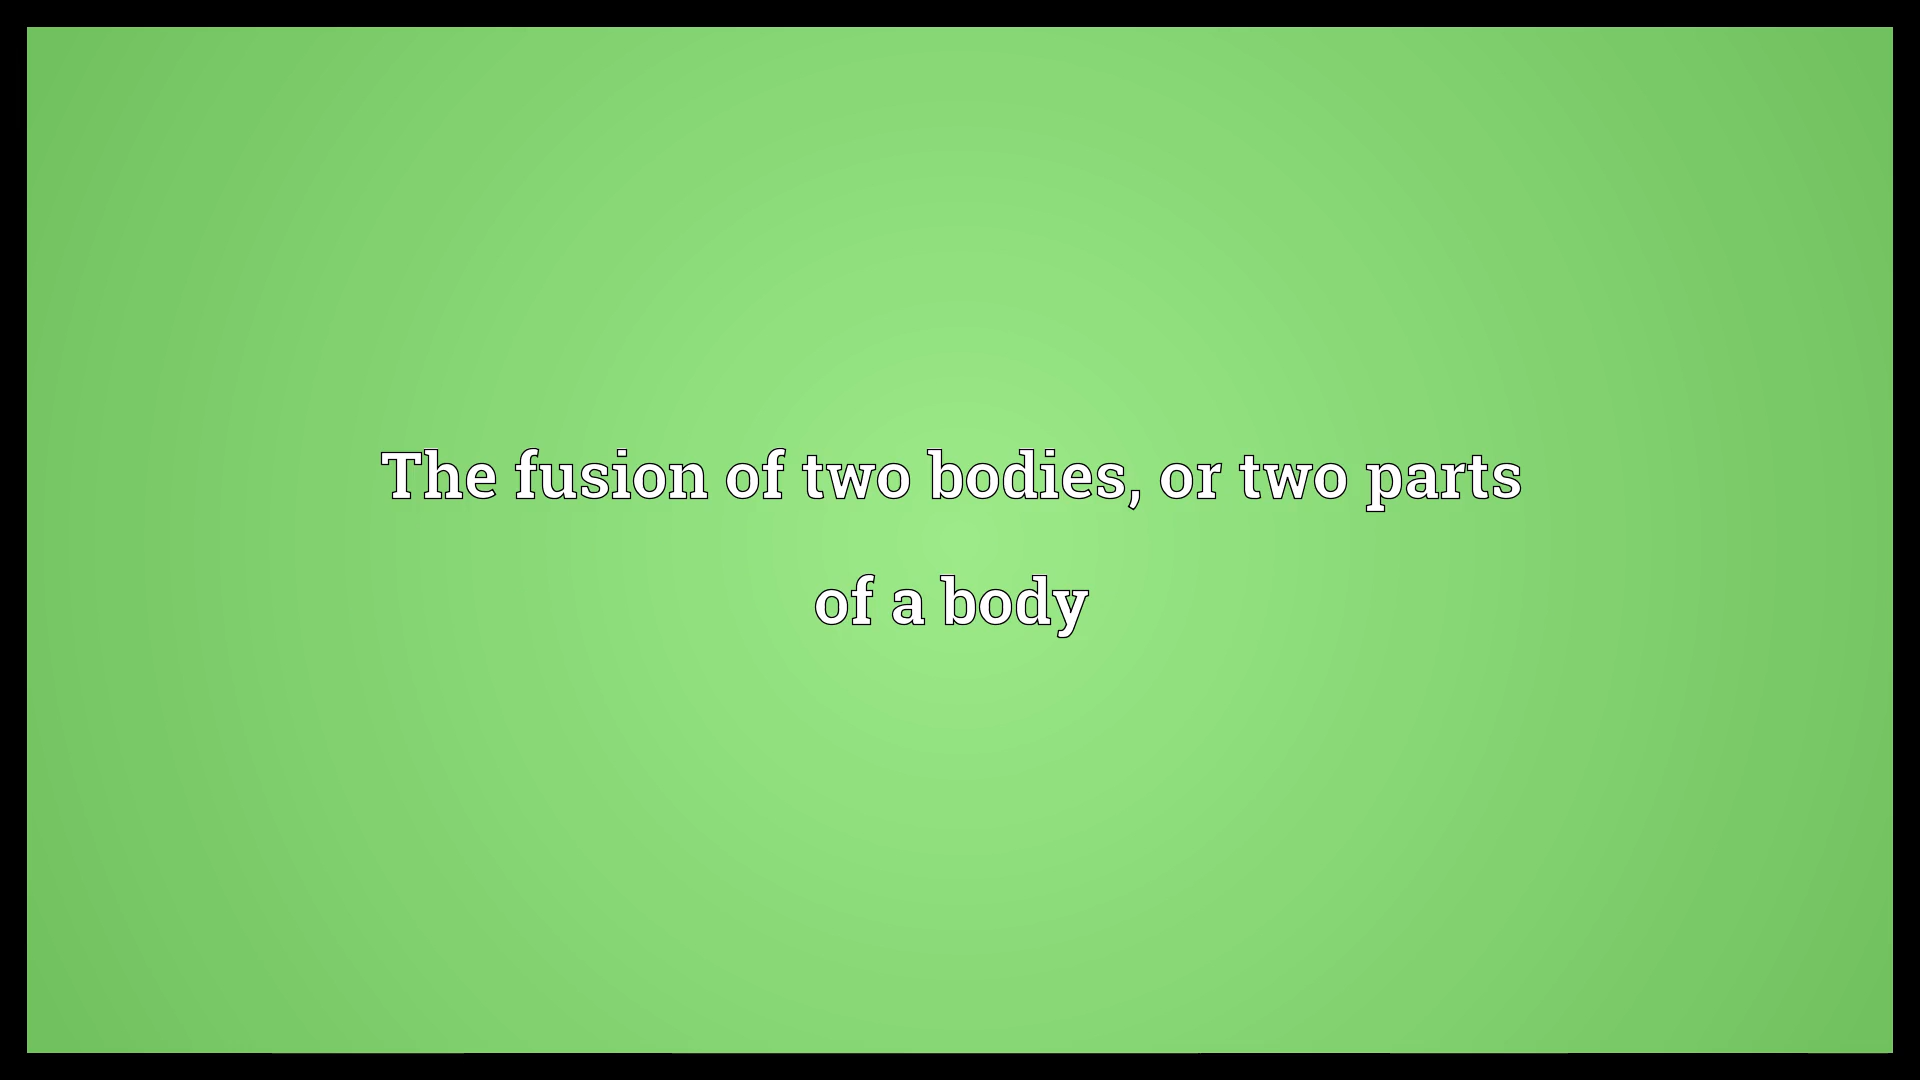 The fusion of two bodies, or two parts
of a body